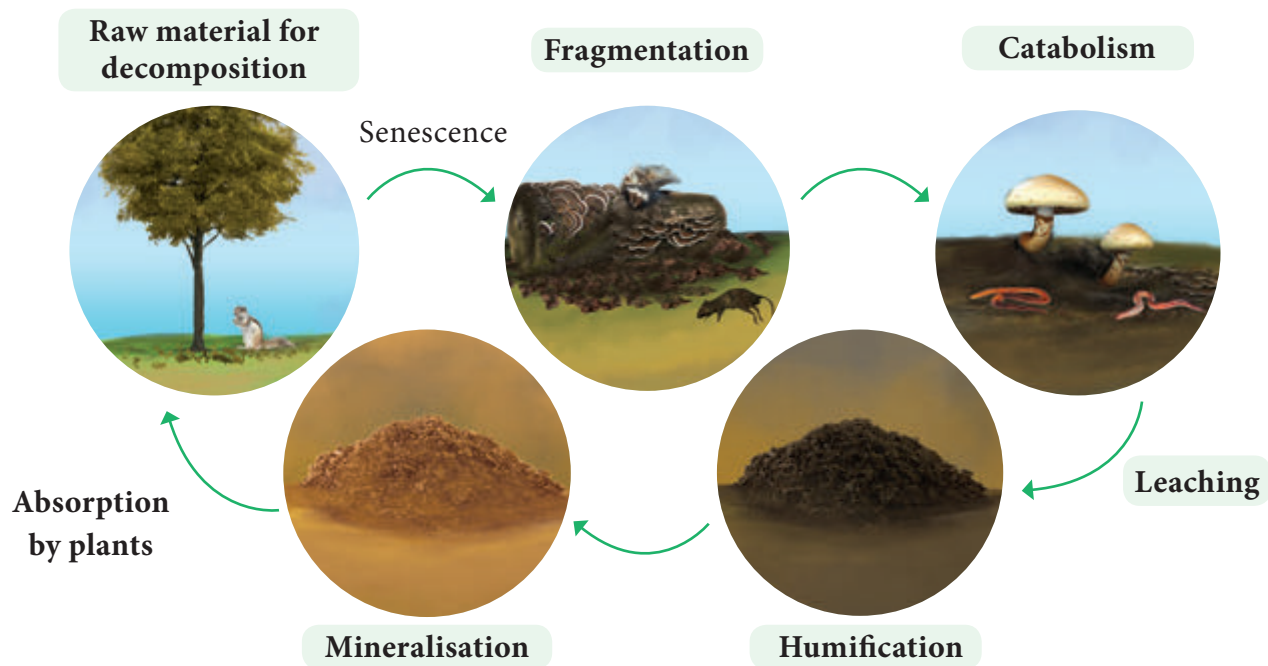 Raw material for
decomposition
Fragmentation
Catabolism
Senescence
Leaching
Absorption
by plants
Mineralisation
Humification